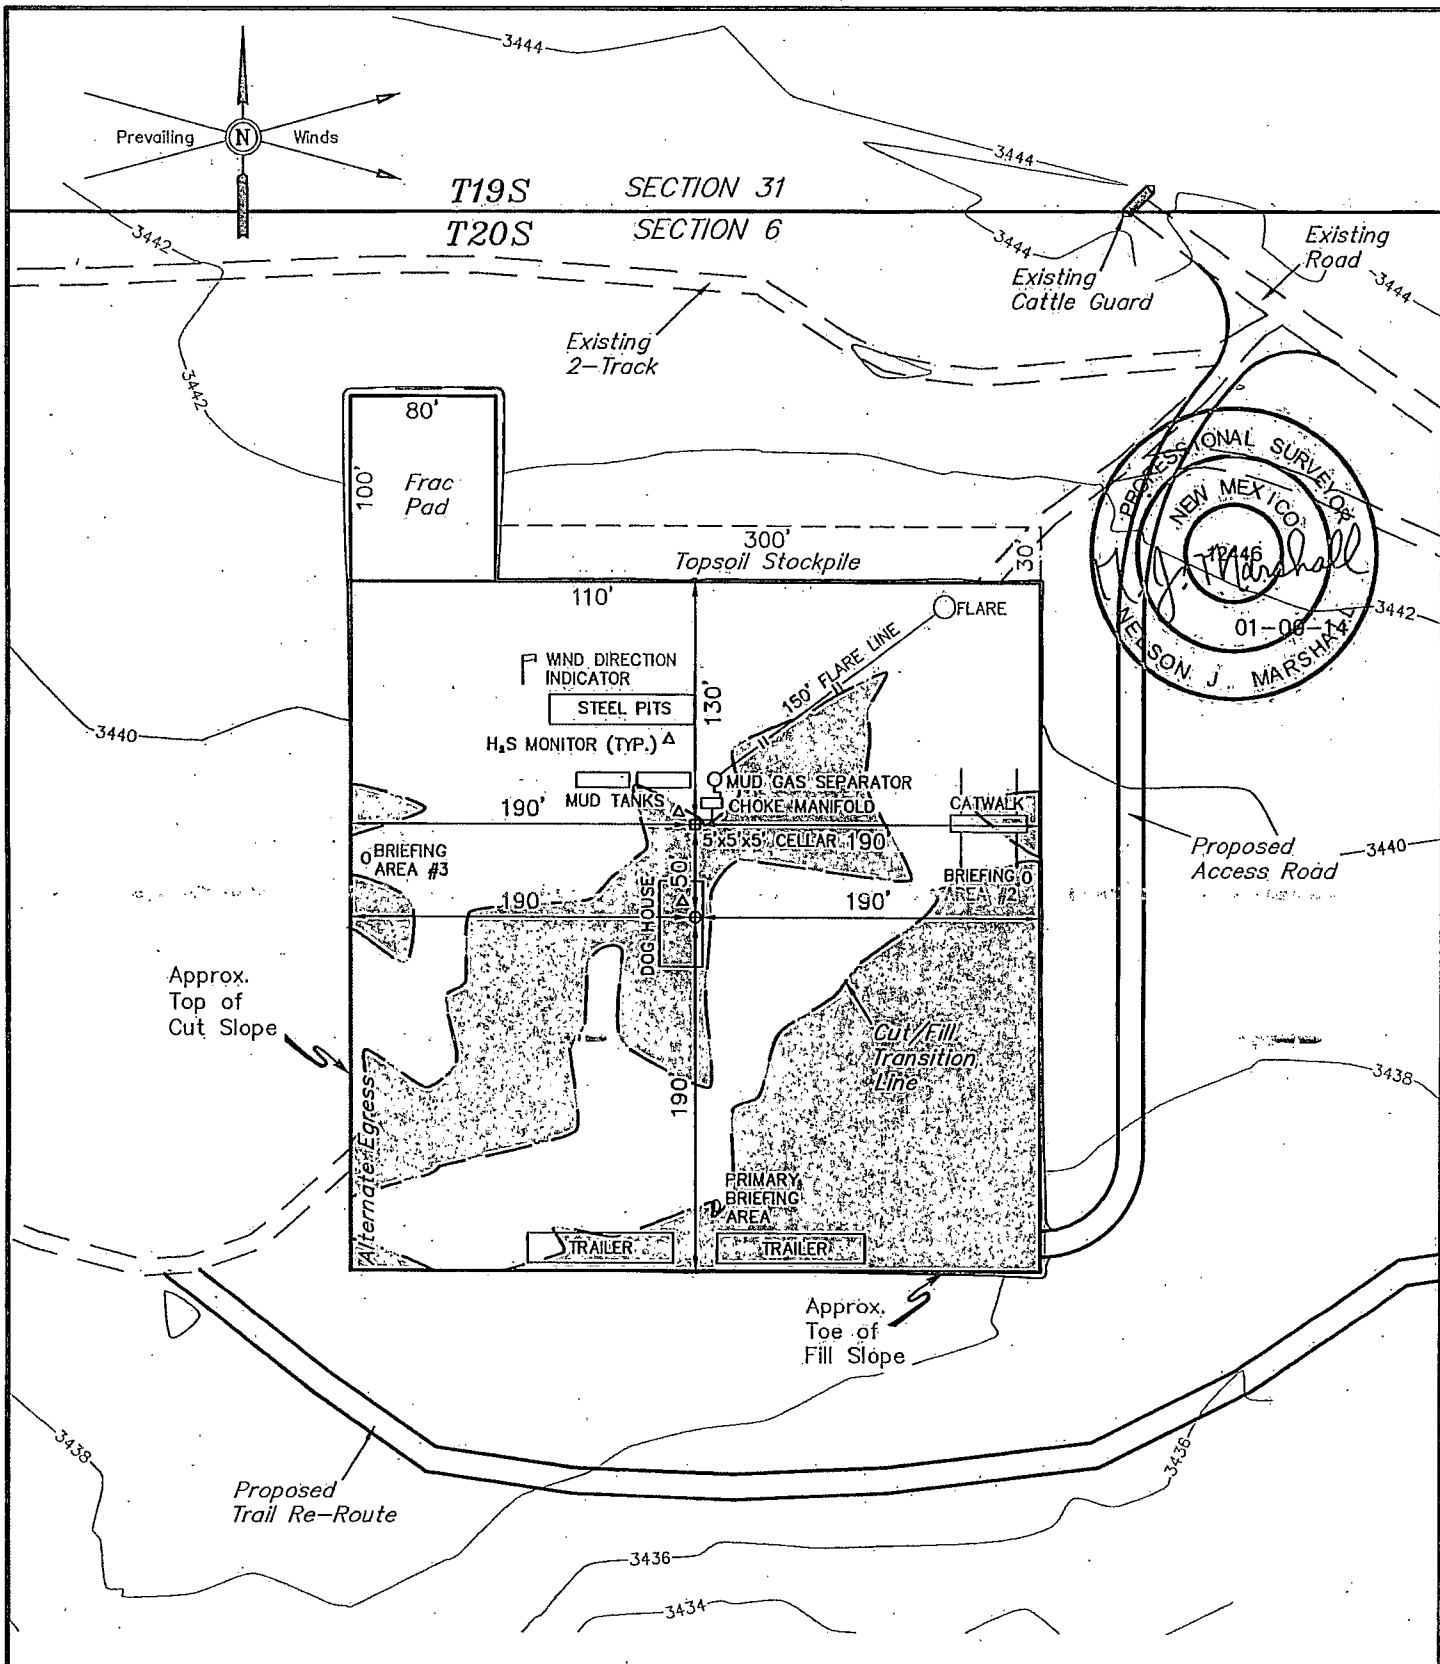 3444
Prevailing
N
Winds
T19S
SECTION 31
T20S
SECTION 6
3444
3442
3444
Existing
Road
Existing
Cattle Guard
3444
Existing
2-Track
3442
80'
100'
Frac
Pad
300'
Topsoil Stockpile
30'
PROFESSIONAL SURVEYOR
NEW MEXICO
12446
J. Marshall
01-09-14
NELSON J. MARSHALL
3442
110'
FLARE
WIND DIRECTION
INDICATOR
150' FLARE LINE
130'
STEEL PITS
3440
H₂S MONITOR (TYP.)
MUD GAS SEPARATOR
MUD TANKS
CHOKE MANIFOLD
CATWALK
190'
5'x5'x5' CELLAR
190
Proposed
Access Road
3440
BRIEFING
AREA #3
BRIEFING
AREA
#2
50'
DOG HOUSE
190
190'
Approx.
Top of
Cut Slope
Cut/Fill
Transition
Line
3438
190
Alternate Egress
PRIMARY
BRIEFING
AREA
TRAILER
TRAILER
Approx.
Toe of
Fill Slope
3438
3436
Proposed
Trail Re-Route
3436
3434